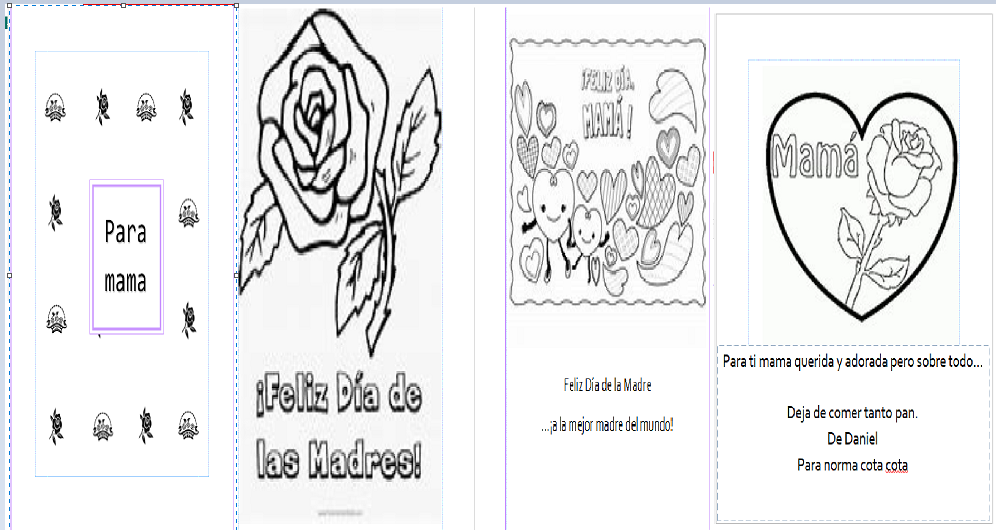 Para
mama
¡Feliz Día de
las Madres!
¡FELIZ DÍA,
MAMÁ!
Feliz Día de la Madre
...¡a la mejor madre del mundo!
Mamá
Para ti mama querida y adorada pero sobre todo...
Deja de comer tanto pan.
De Daniel
Para norma cota cota